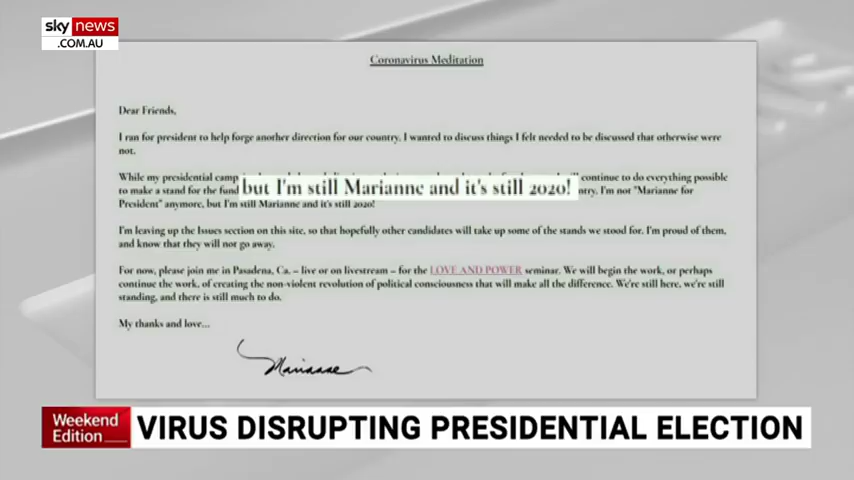 sky news
.COM.AU
Coronavirus Meditation
Dear Friends,
I ran for president to help forge another direction for our country. I wanted to discuss things I felt needed to be discussed that otherwise were
not.
While my presidential camp
continue to do everything possible
but I'm still Marianne and it's still 2020!
to make a stand for the fund
ntry. I'm not "Marianne for
President" anymore, but I'm still Marianne and it's still 2020!
I'm leaving up the Issues section on this site, so that hopefully other candidates will take up some of the stands we stood for. I'm proud of them,
and know that they will not go away.
For now, please join me in Pasadena, Ca. – live or on livestream – for the LOVE AND POWER seminar. We will begin the work, or perhaps
continue the work, of creating the non-violent revolution of political consciousness that will make all the difference. We're still here, we're still
standing, and there is still much to do.
My thanks and love...
Marianne
Weekend
Edition
VIRUS DISRUPTING PRESIDENTIAL ELECTION